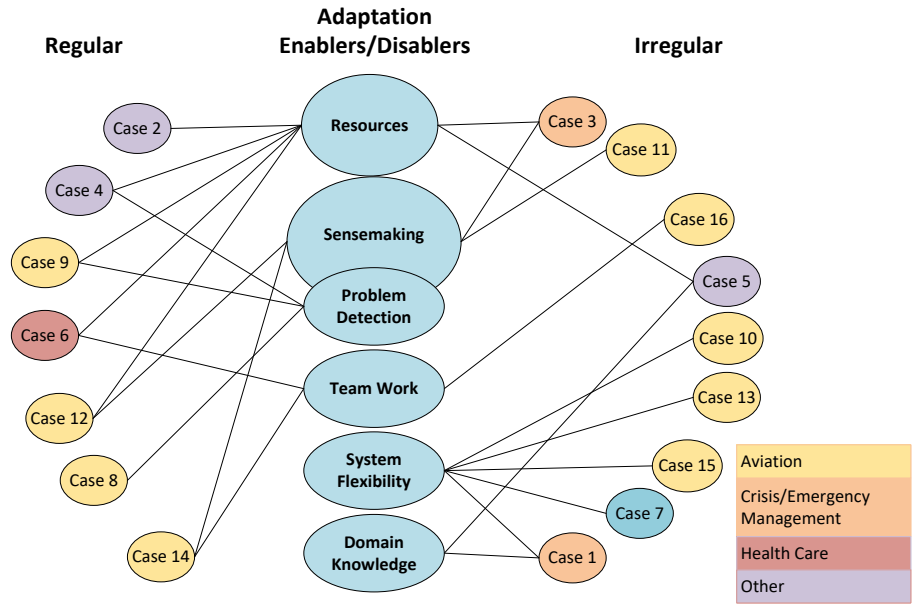 Adaptation
Enablers/Disablers
Regular
Irregular
Resources
Sensemaking
Problem
Detection
Team Work
System
Flexibility
Domain
Knowledge
Case 2
Case 4
Case 9
Case 6
Case 12
Case 8
Case 14
Case 3
Case 11
Case 16
Case 5
Case 10
Case 13
Case 15
Case 7
Case 1
Aviation
Crisis/Emergency
Management
Health Care
Other